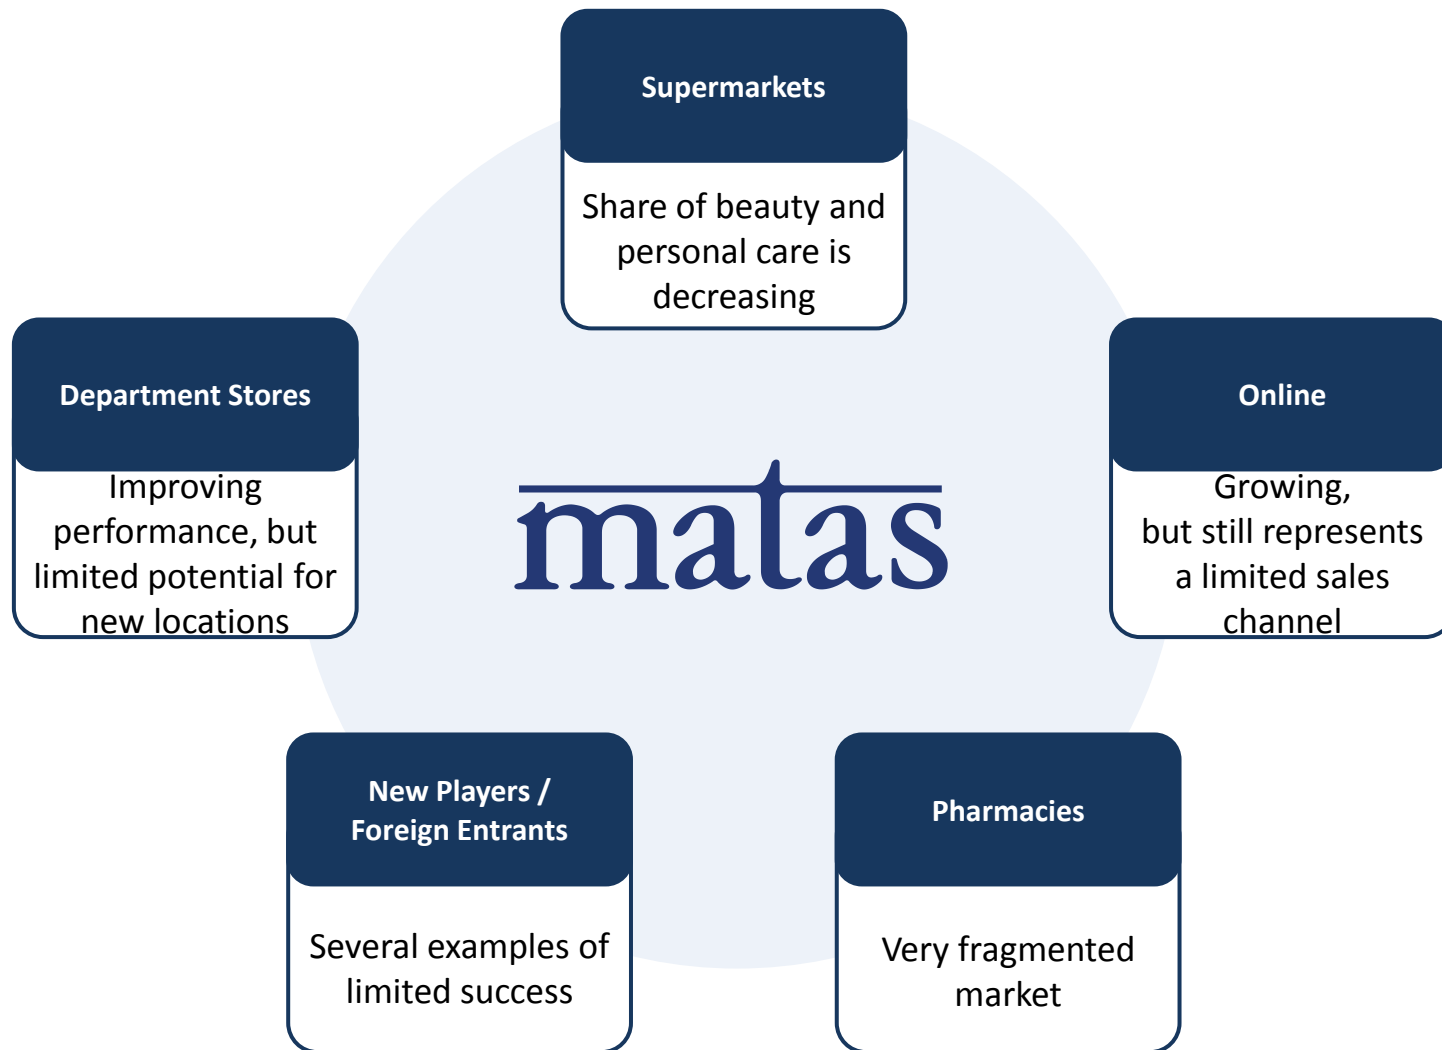 Supermarkets
Share of beauty and
personal care is
decreasing
Department Stores
Improving
performance, but
limited potential for
new locations
Online
Growing,
but still represents
a limited sales
channel
matas
New Players /
Foreign Entrants
Several examples of
limited success
Pharmacies
Very fragmented
market